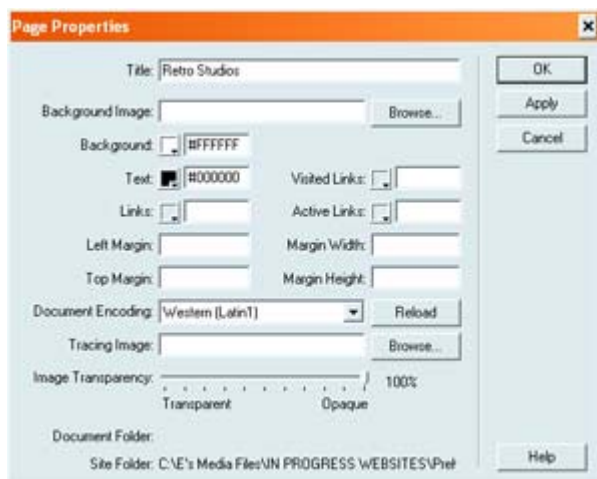 Page Properties
Title: Retro Studios
OK
Background Image:
Browse...
Apply
Background: #FFFFFF
Cancel
Text: #000000
Visited Links:
Links:
Active Links:
Left Margin:
Margin Width:
Top Margin:
Margin Height:
Document Encoding: Western (Latin1)
Reload
Tracing Image:
Browse...
Image Transparency:
100%
Transparent
Opaque
Document Folder:
Site Folder: C:\E's Media Files\IN PROGRESS WEBSITES\Pref
Help